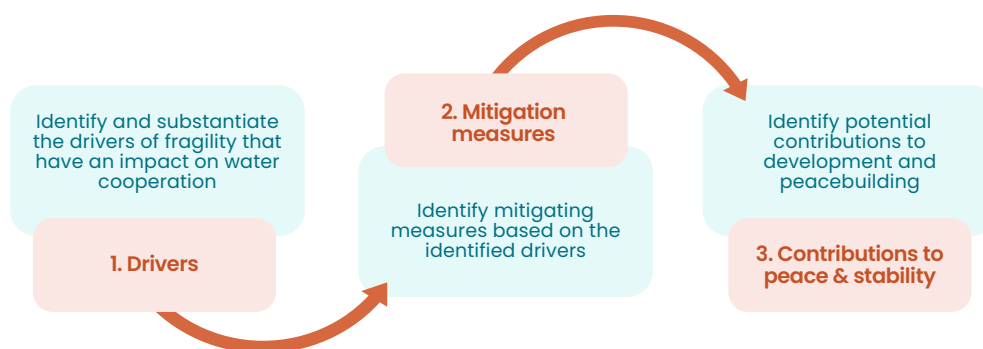 Identify and substantiate
the drivers of fragility that
have an impact on water
cooperation
1. Drivers
2. Mitigation
measures
Identify mitigating
measures based on the
identified drivers
Identify potential
contributions to
development and
peacebuilding
3. Contributions to
peace & stability